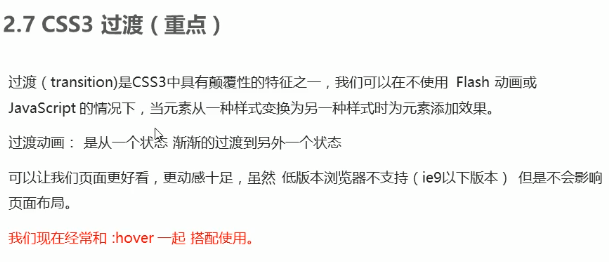 2.7 CSS3 过渡（重点）
过渡（transition)是CSS3中具有颠覆性的特征之一，我们可以在不使用 Flash 动画或
JavaScript 的情况下，当元素从一种样式变换为另一种样式时为元素添加效果。
过渡动画： 是从一个状态 渐渐的过渡到另外一个状态
可以让我们页面更好看，更动感十足，虽然 低版本浏览器不支持（ie9以下版本） 但是不会影响
页面布局。
我们现在经常和 :hover 一起 搭配使用。